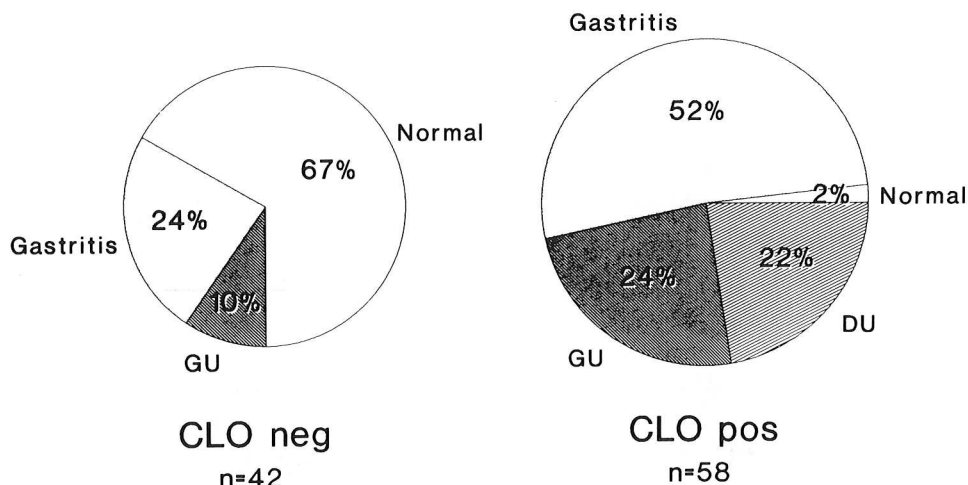 Normal
67%
Gastritis
24%
10%
GU
CLO neg
n=42
Gastritis
52%
Normal
2%
24%
22%
GU
DU
CLO pos
n=58